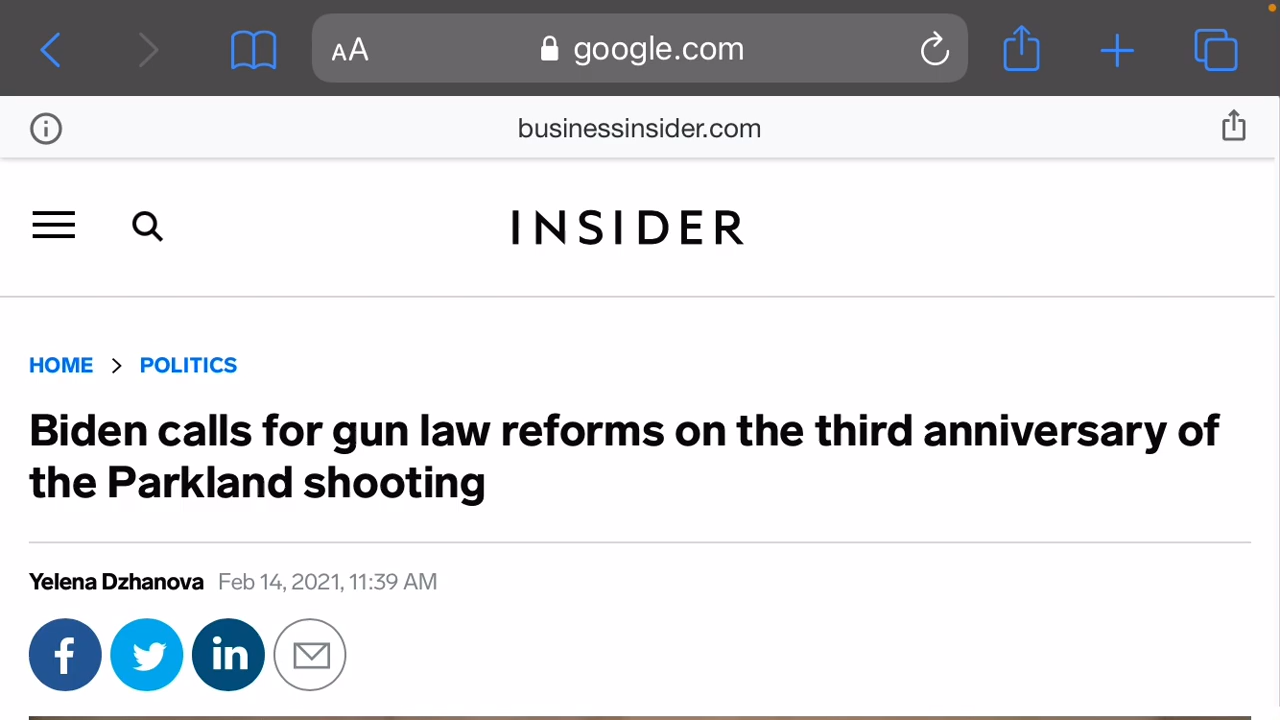 AA google.com
businessinsider.com
INSIDER
HOME > POLITICS
Biden calls for gun law reforms on the third anniversary of
the Parkland shooting
Yelena Dzhanova Feb 14, 2021, 11:39 AM